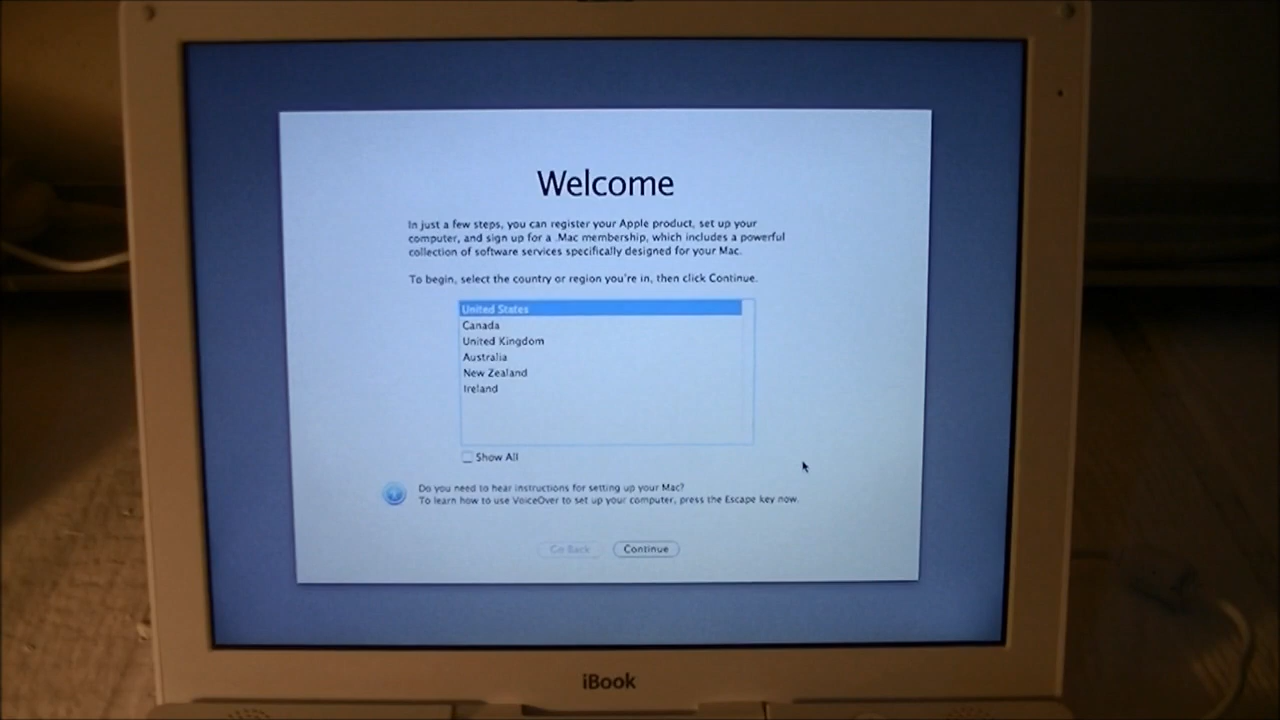 Welcome
In just a few steps, you can register your Apple product, set up your
computer, and sign up for a .Mac membership, which includes a powerful
collection of software services specifically designed for your Mac.
To begin, select the country or region you're in, then click Continue.
United States
Canada
United Kingdom
Australia
New Zealand
Ireland
Show All
Do you need to hear instructions for setting up your Mac?
To learn how to use VoiceOver to set up your computer, press the Escape key now.
Go Back
Continue
iBook